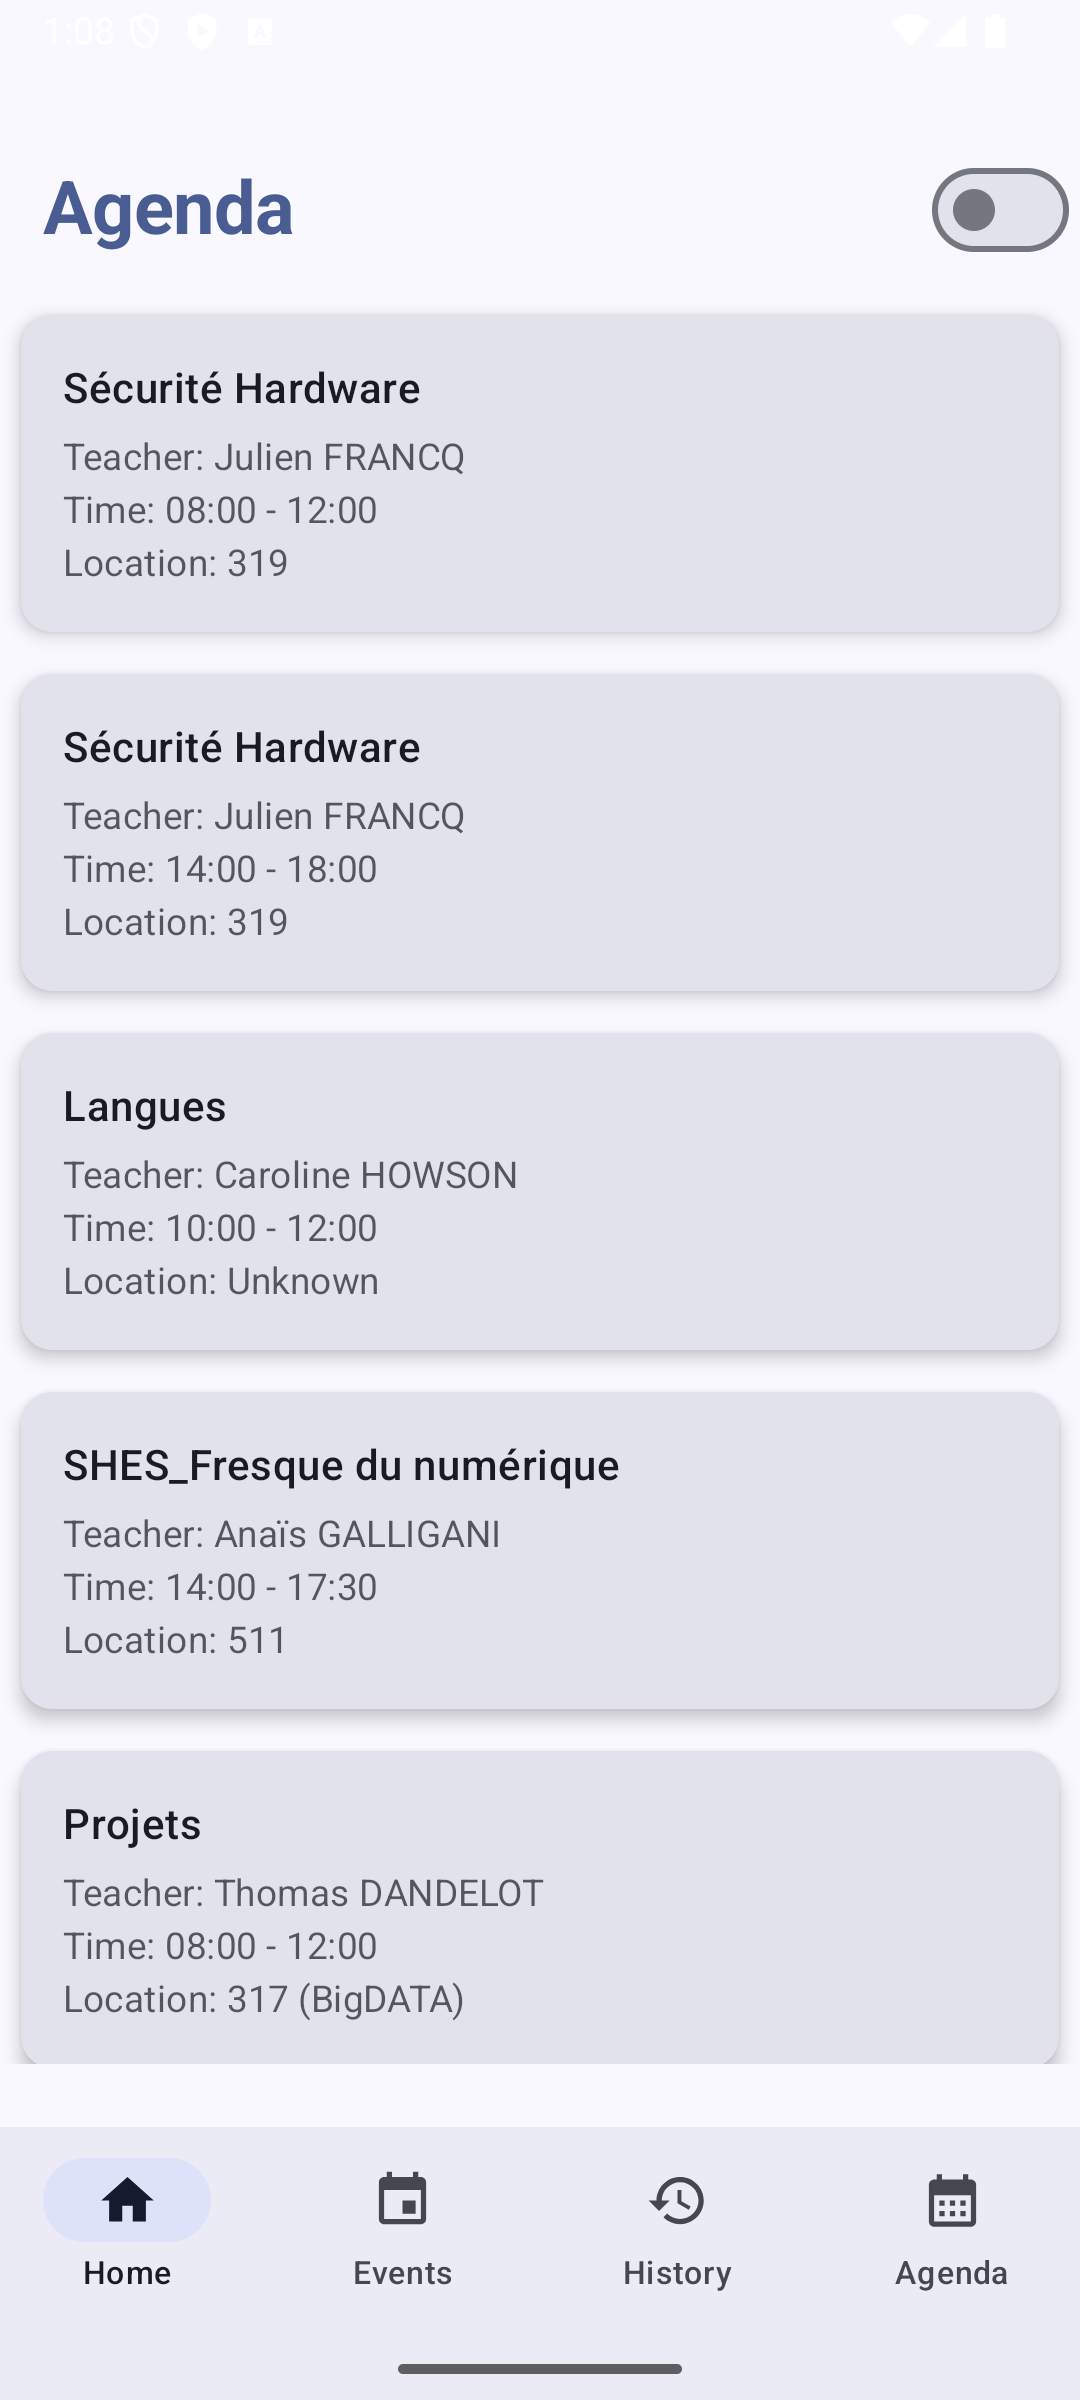 1:08
Agenda
Sécurité Hardware
Teacher: Julien FRANCQ
Time: 08:00 - 12:00
Location: 319
Sécurité Hardware
Teacher: Julien FRANCQ
Time: 14:00 - 18:00
Location: 319
Langues
Teacher: Caroline HOWSON
Time: 10:00 - 12:00
Location: Unknown
SHES_Fresque du numérique
Teacher: Anaïs GALLIGANI
Time: 14:00 - 17:30
Location: 511
Projets
Teacher: Thomas DANDELOT
Time: 08:00 - 12:00
Location: 317 (BigDATA)
Home Events History Agenda